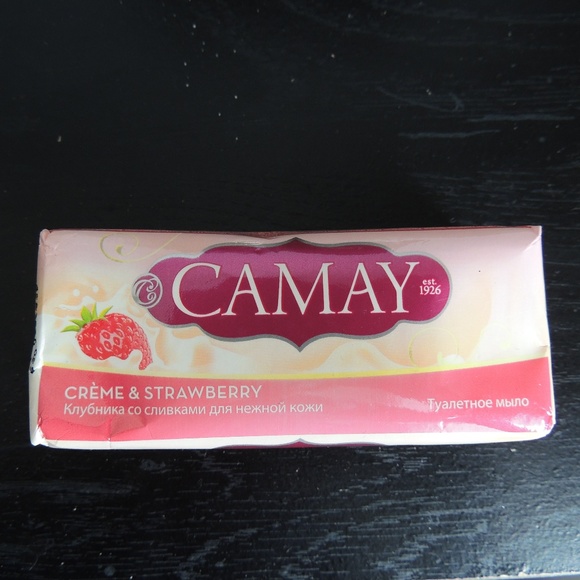 CAMAY
est.
1926
CRÈME & STRAWBERRY
Клубника со сливками для нежной кожи
Туалетное мыло